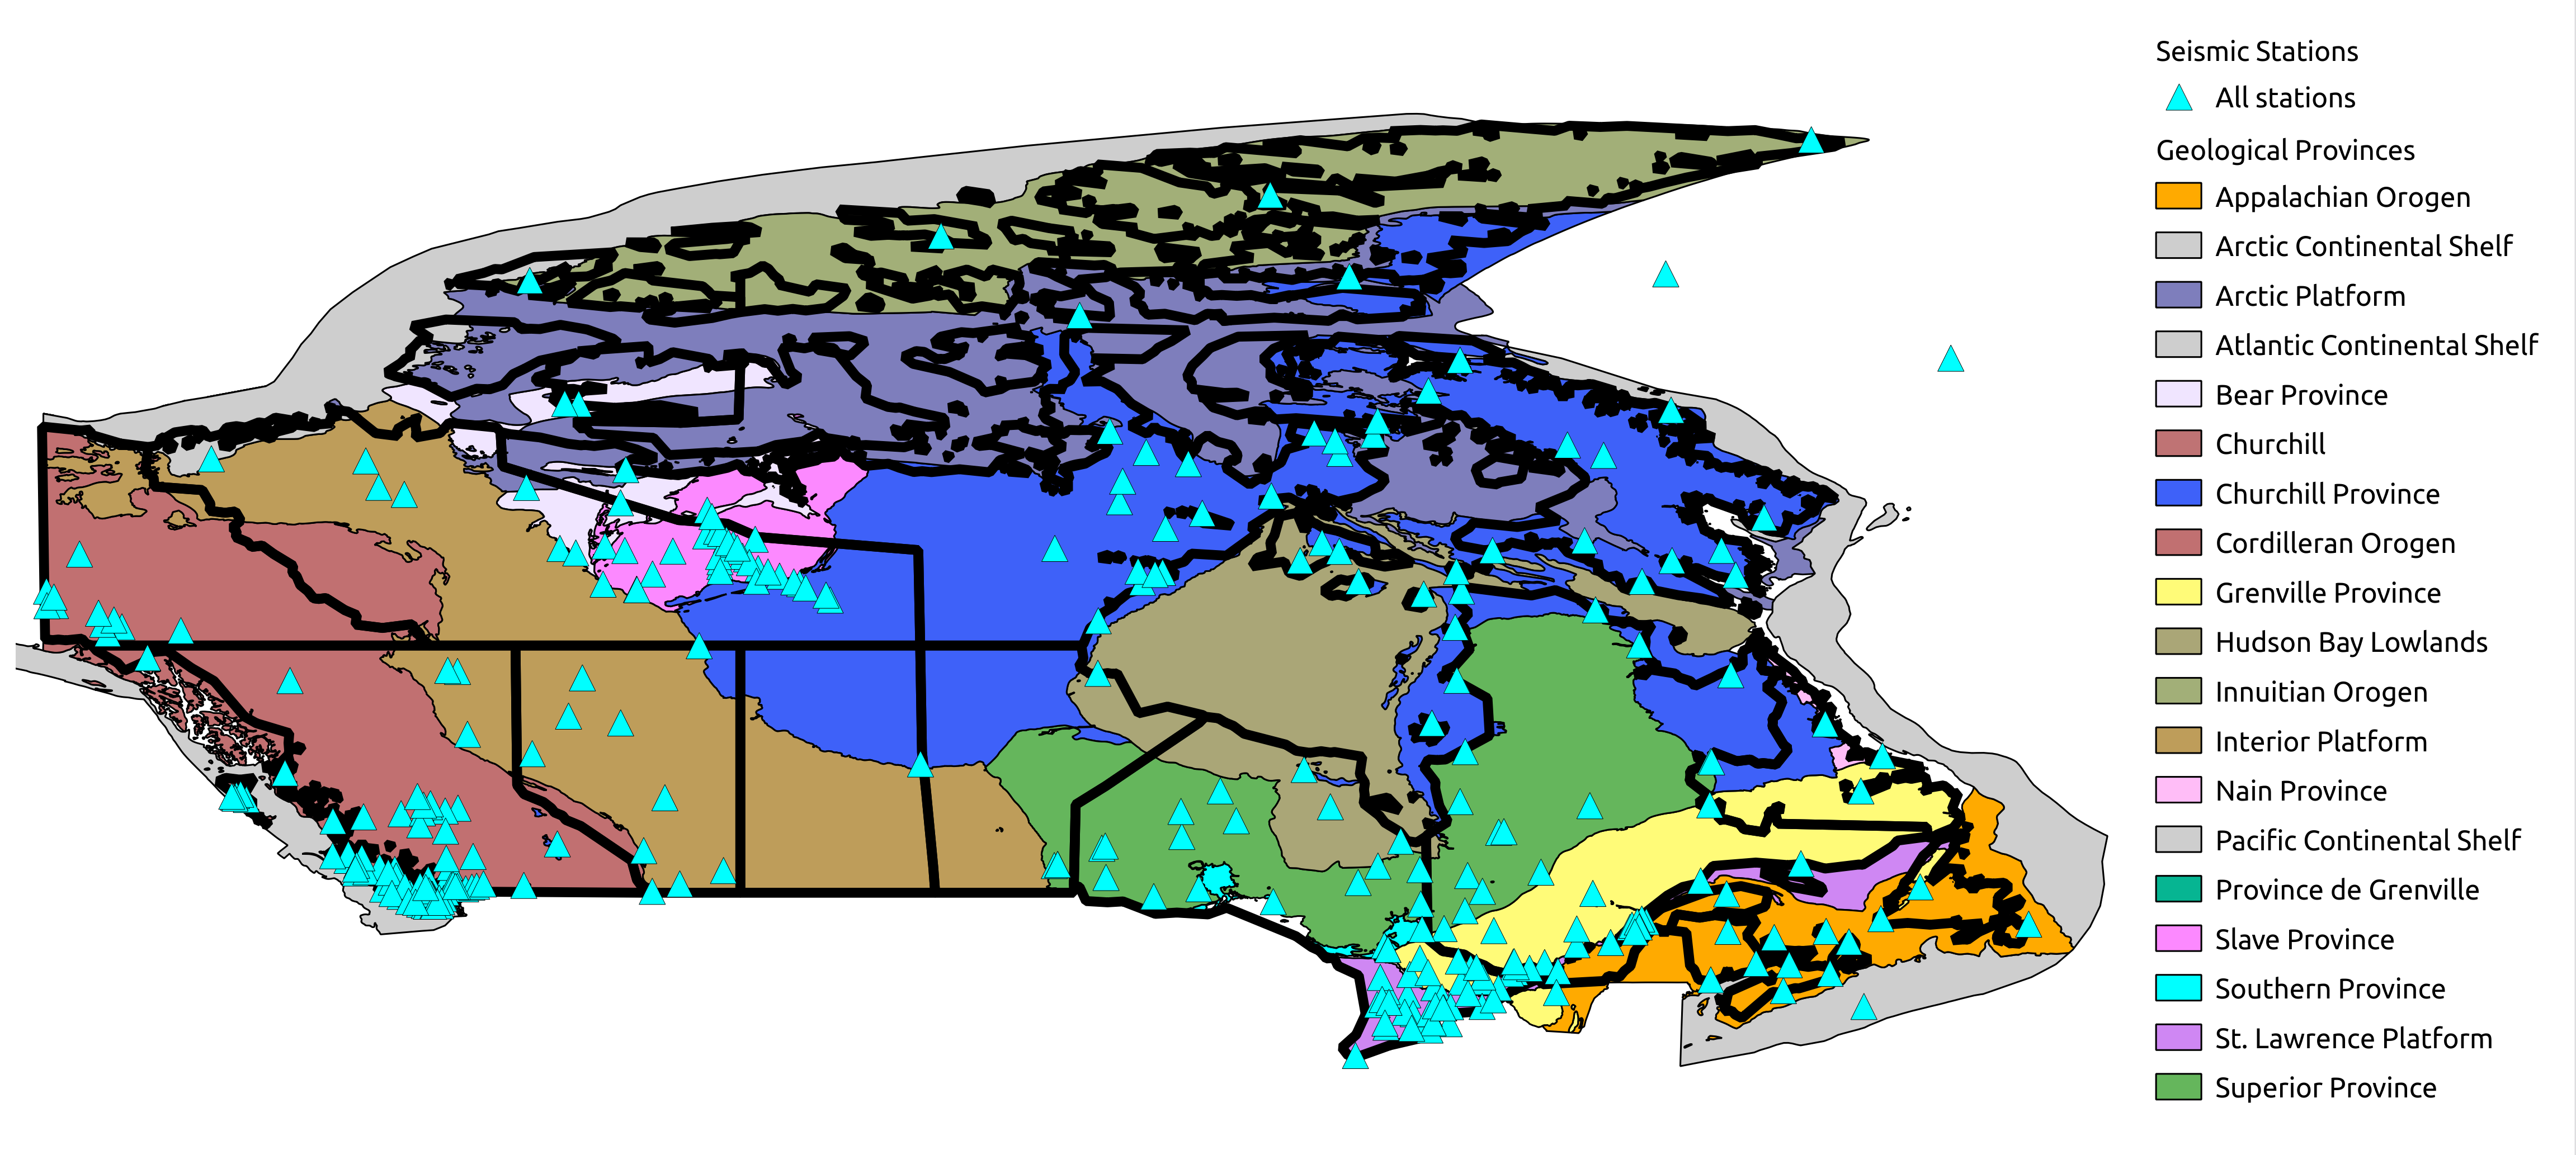 Seismic Stations
All stations
Geological Provinces
Appalachian Orogen
Arctic Continental Shelf
Arctic Platform
Atlantic Continental Shelf
Bear Province
Churchill
Churchill Province
Cordilleran Orogen
Grenville Province
Hudson Bay Lowlands
Innuitian Orogen
Interior Platform
Nain Province
Pacific Continental Shelf
Province de Grenville
Slave Province
Southern Province
St. Lawrence Platform
Superior Province